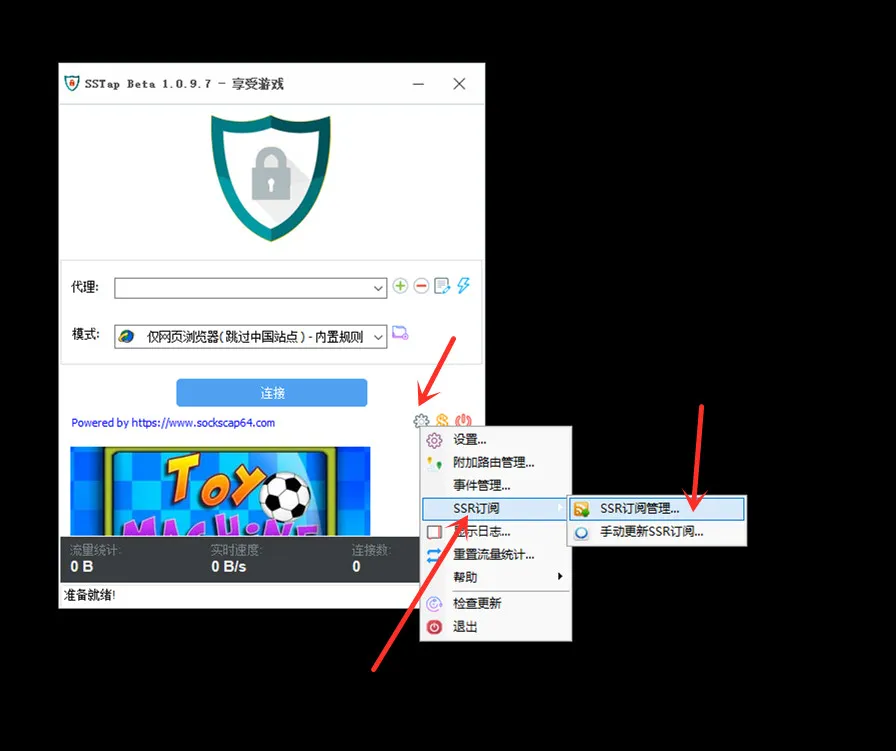 SSTap Beta 1.0.9.7 - 享受游戏
代理:
模式: 仅网页浏览器(跳过中国站点) - 内置规则
连接
Powered by https://www.sockscap64.com
TOY
MACHINE
流量统计: 实时速度: 连接数:
0 B 0 B/s 0
准备就绪!
设置...
附加路由管理...
事件管理...
SSR订阅
显示日志...
重置流量统计...
帮助
检查更新
退出
SSR订阅管理...
手动更新SSR订阅...